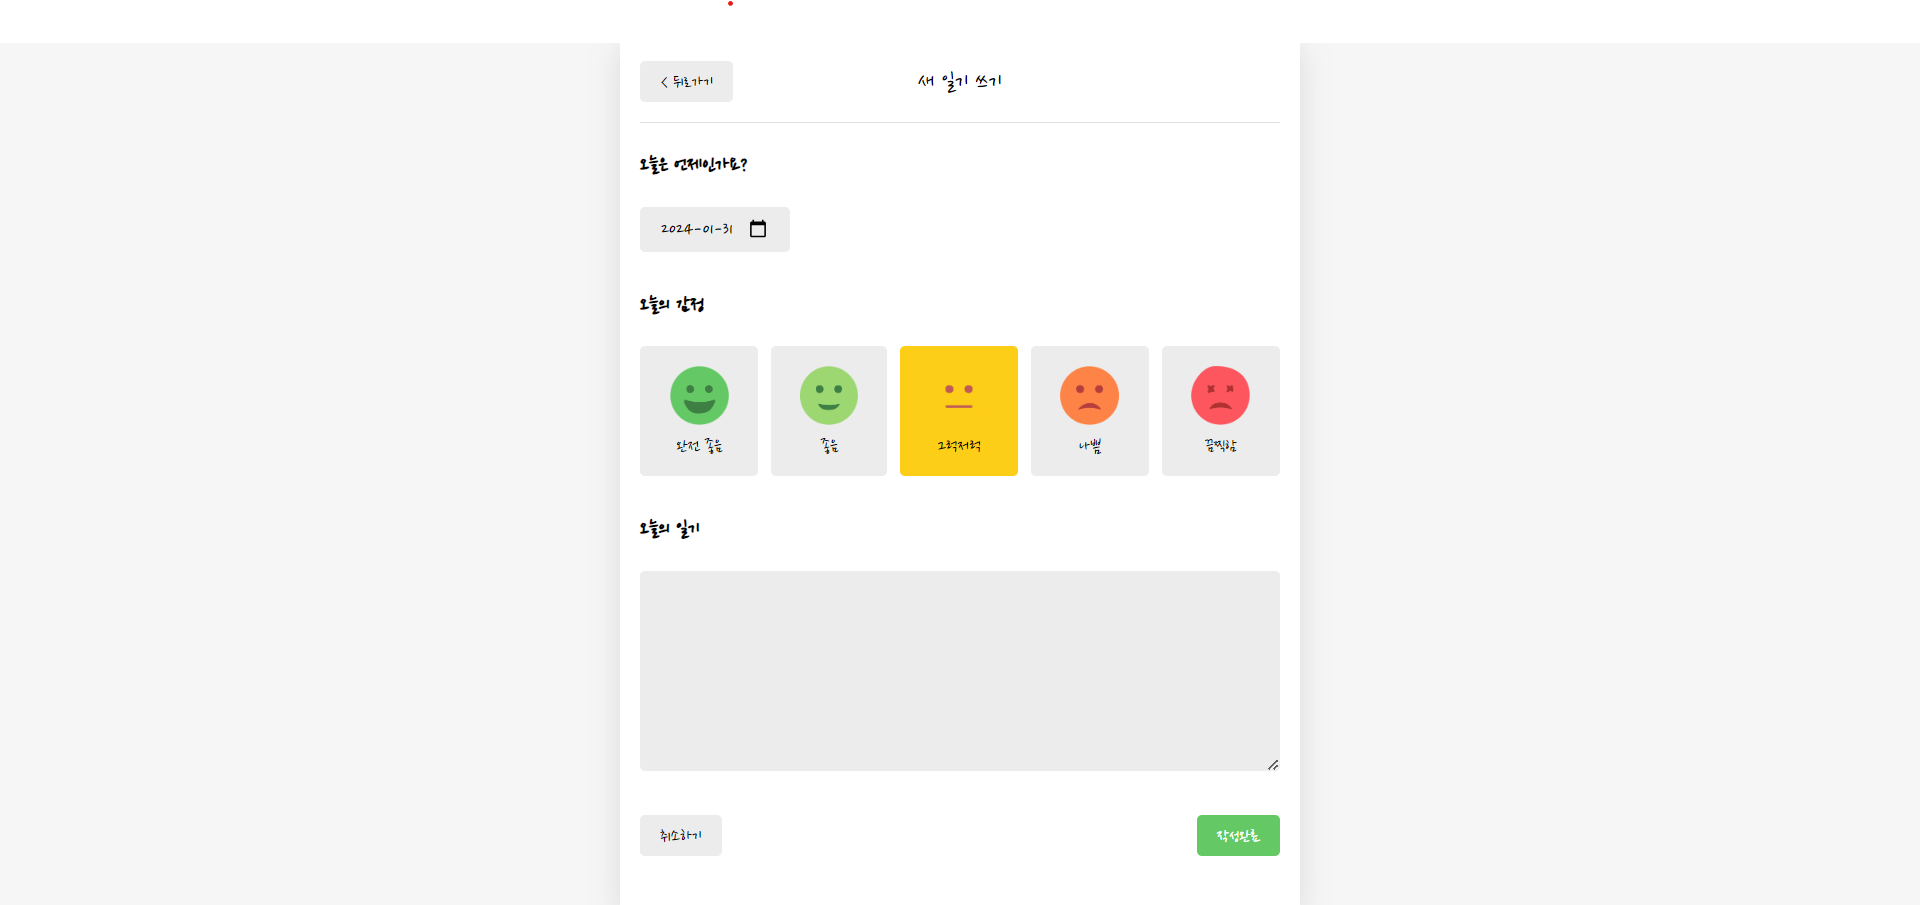 < 뒤로가기
새 일기 쓰기
오늘은 언제인가요?
2024-01-31
오늘의 감정
완전 좋음
좋음
그럭저럭
나쁨
끔찍함
오늘의 일기
취소하기
작성완료